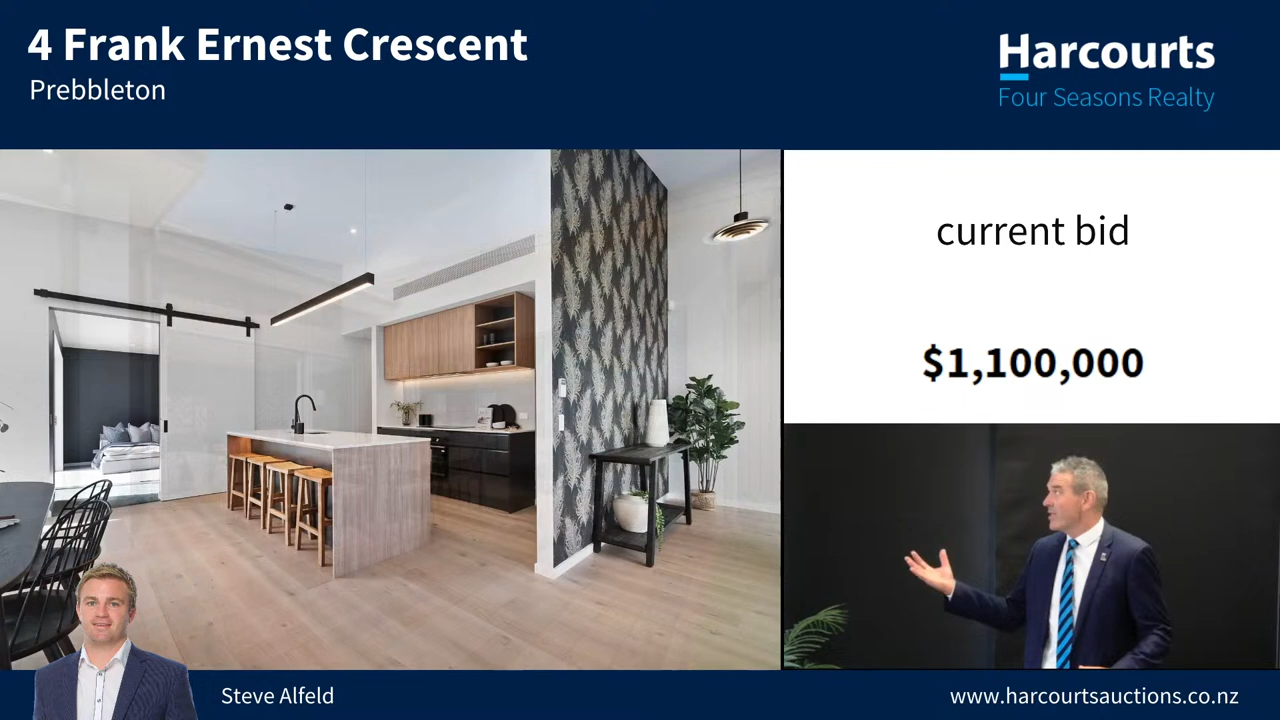 4 Frank Ernest Crescent
Prebbleton
Harcourts
Four Seasons Realty
current bid
$1,100,000
Steve Alfeld
www.harcourtsauctions.co.nz